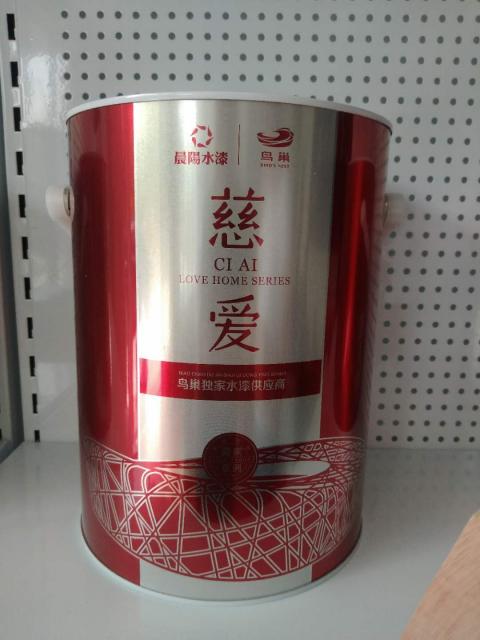 晨陽水漆 鸟巢
BIRD'S NEST
慈
CI AI
LOVE HOME SERIES
爱
鸟巢独家水漆供应商